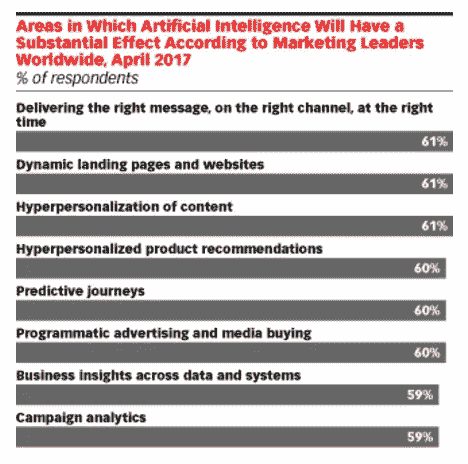 Areas in Which Artificial Intelligence Will Have a
Substantial Effect According to Marketing Leaders
Worldwide, April 2017
% of respondents
Delivering the right message, on the right channel, at the right
time
61%
Dynamic landing pages and websites
61%
Hyperpersonalization of content
61%
Hyperpersonalized product recommendations
60%
Predictive journeys
60%
Programmatic advertising and media buying
60%
Business insights across data and systems
59%
Campaign analytics
59%